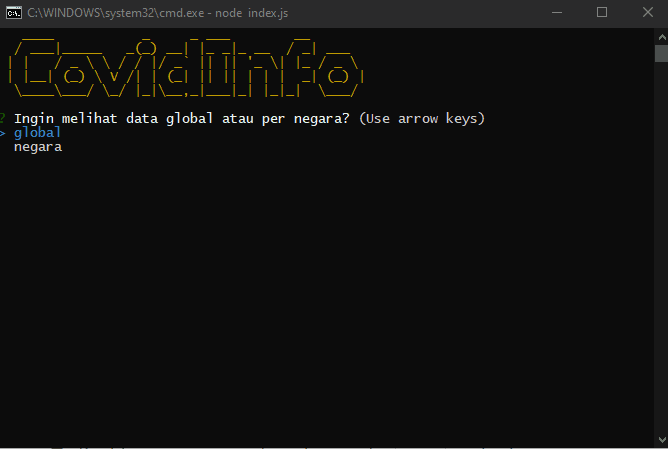 C:\WINDOWS\system32\cmd.exe - node index.js
CovidInfo
? Ingin melihat data global atau per negara? (Use arrow keys)
> global
negara